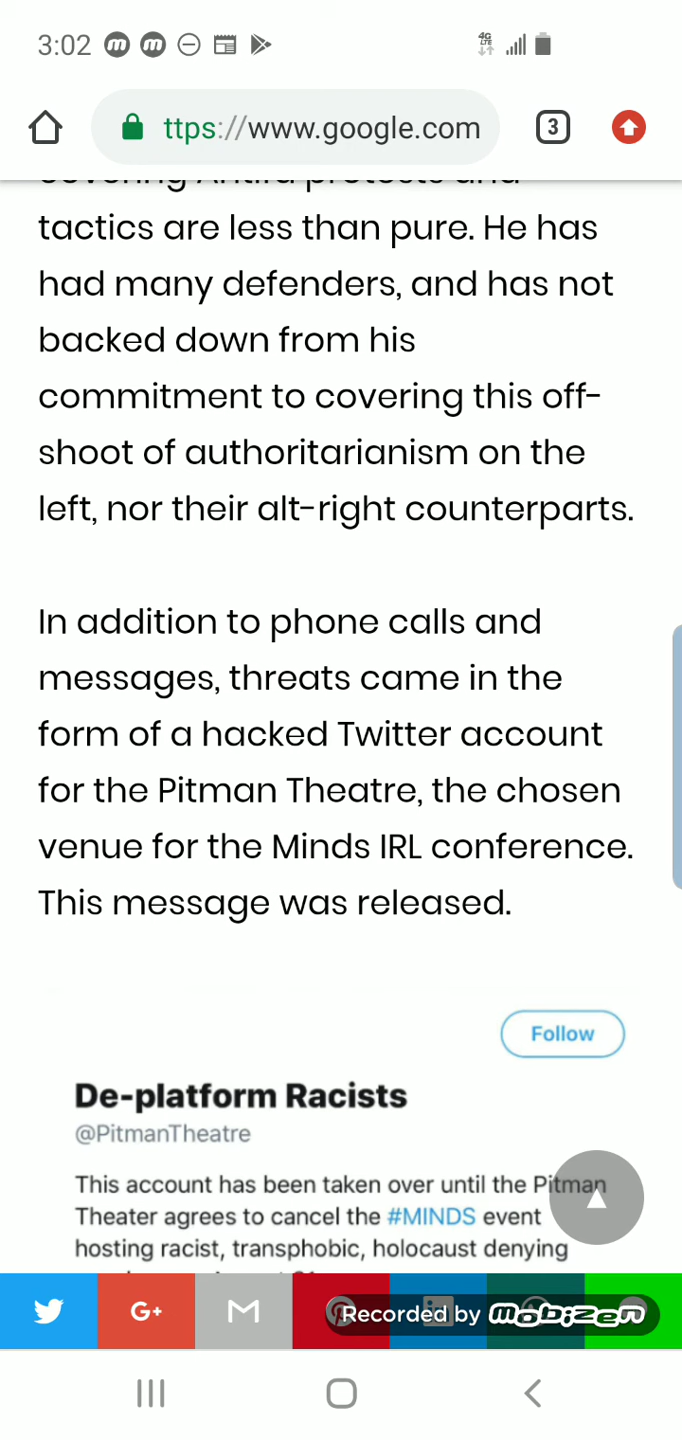 3:02
4G
LTE
ttps://www.google.com
3
tactics are less than pure. He has
had many defenders, and has not
backed down from his
commitment to covering this off-
shoot of authoritarianism on the
left, nor their alt-right counterparts.
In addition to phone calls and
messages, threats came in the
form of a hacked Twitter account
for the Pitman Theatre, the chosen
venue for the Minds IRL conference.
This message was released.
Follow
De-platform Racists
@PitmanTheatre
This account has been taken over until the Pitman
Theater agrees to cancel the #MINDS event
hosting racist, transphobic, holocaust denying
G+
Recorded by mobizen